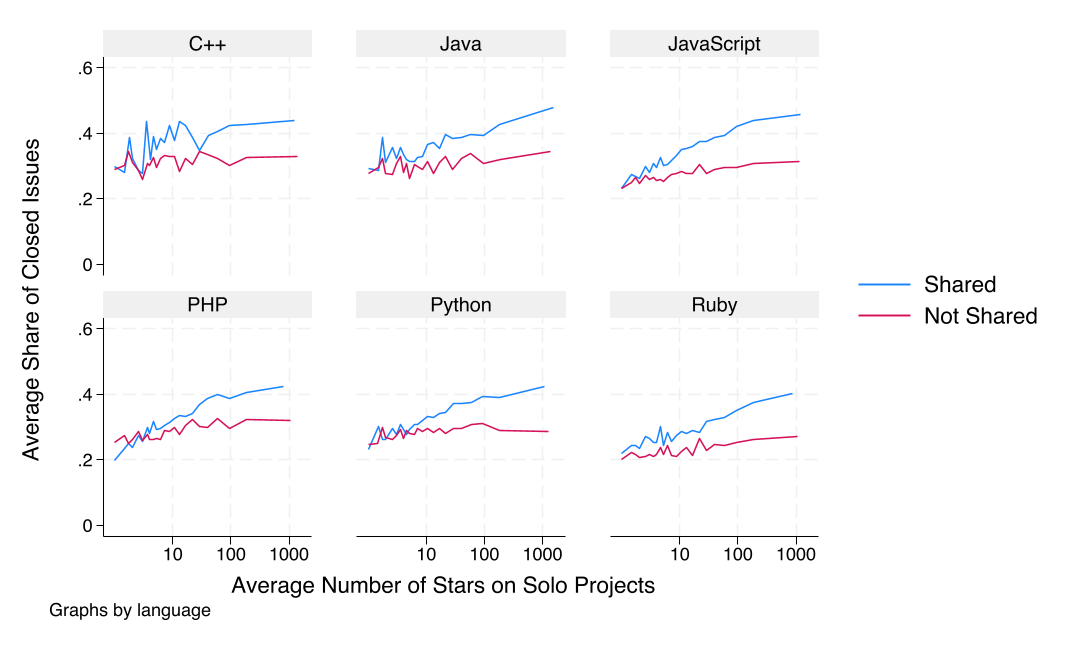 C++
Java
JavaScript
.6
.4
.2
0
PHP
Python
Ruby
.6
.4
.2
0
10 100 1000
10 100 1000
10 100 1000
Average Share of Closed Issues
Average Number of Stars on Solo Projects
Graphs by language
Shared
Not Shared